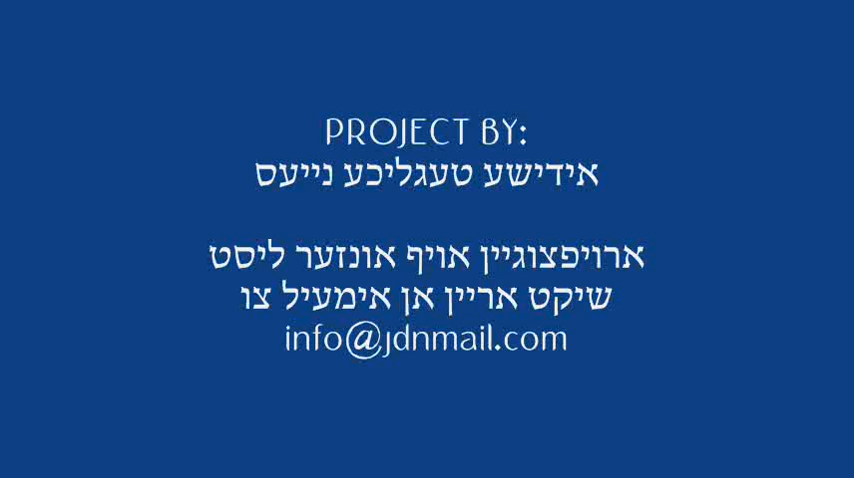 PROJECT BY:
אידישע טעגליכע נייעס
ארויפצוגיין אויף אונזער ליסט
שיקט אריין אן אימעיל צו
info@jdnmail.com